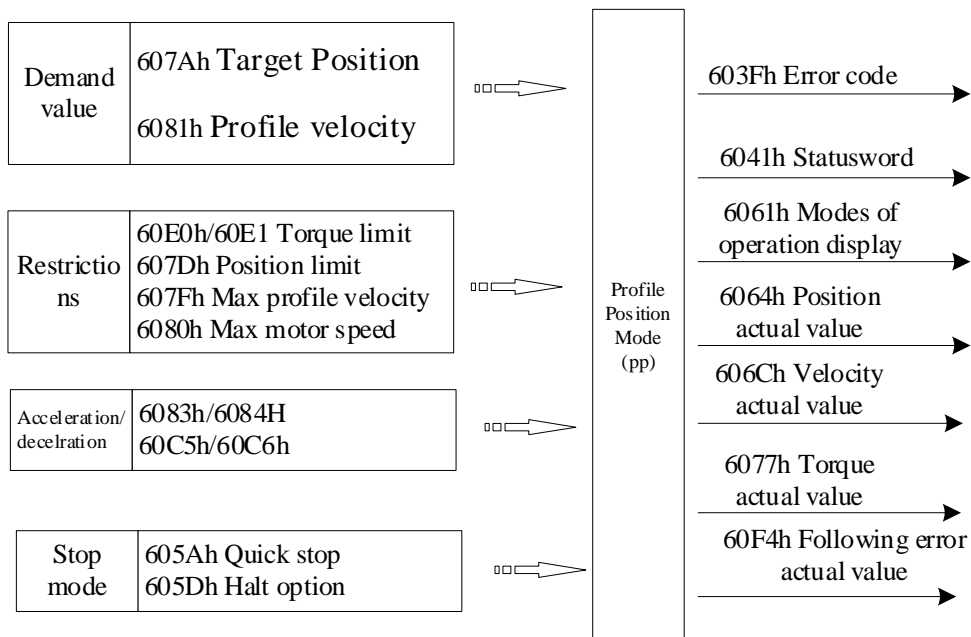 Demand
value
607Ah Target Position
6081h Profile velocity
Restrictio
ns
60E0h/60E1 Torque limit
607Dh Position limit
607Fh Max profile velocity
6080h Max motor speed
Acceleration/
decelration
6083h/6084H
60C5h/60C6h
Stop
mode
605Ah Quick stop
605Dh Halt option
Profile
Position
Mode
(pp)
603Fh Error code
6041h Statusword
6061h Modes of
operation display
6064h Position
actual value
606Ch Velocity
actual value
6077h Torque
actual value
60F4h Following error
actual value